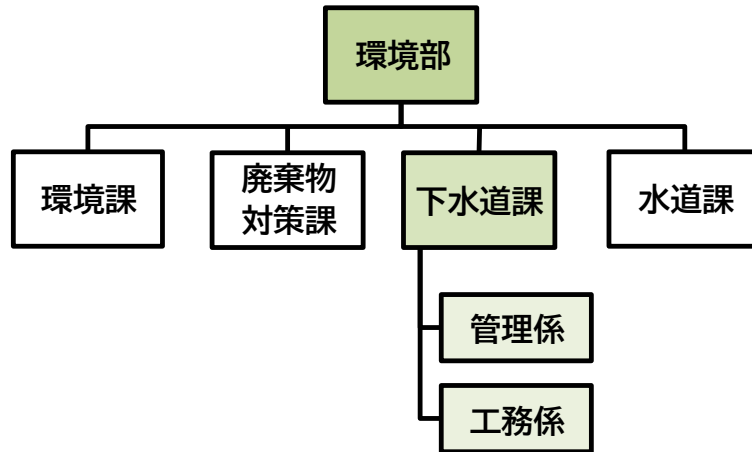 環境部
環境課
廃棄物
対策課
下水道課
水道課
管理係
工務係